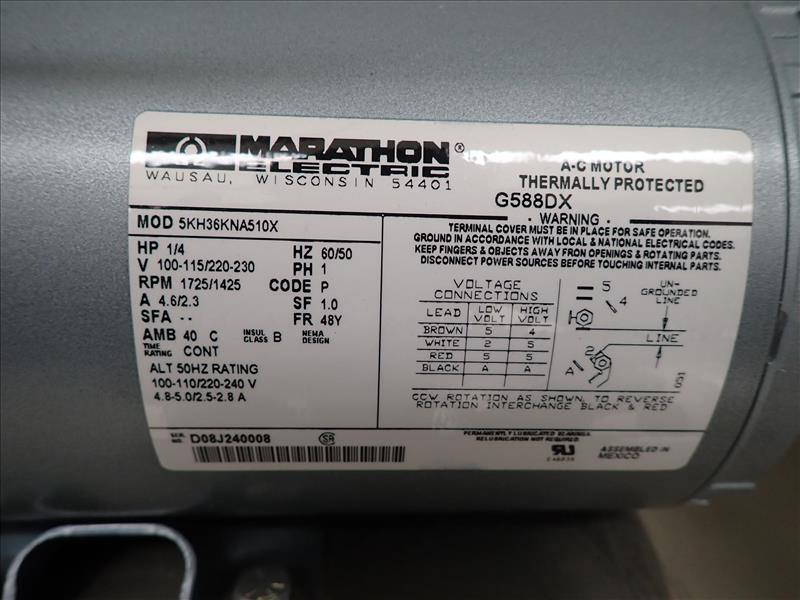 MARATHON®
ELECTRIC
WAUSAU, WISCONSIN 54401
A-C MOTOR
THERMALLY PROTECTED
G588DX
MOD 5KH36KNA510X
HP 1/4
HZ 60/50
V 100-115/220-230
PH 1
RPM 1725/1425
CODE P
A 4.6/2.3
SF 1.0
SFA --
FR 48Y
AMB 40 C
INSUL CLASS B
NEMA DESIGN
TIME RATING CONT
ALT 50HZ RATING
100-110/220-240 V
4.8-5.0/2.5-2.8 A
· WARNING ·
TERMINAL COVER MUST BE IN PLACE FOR SAFE OPERATION.
GROUND IN ACCORDANCE WITH LOCAL & NATIONAL ELECTRICAL CODES.
KEEP FINGERS & OBJECTS AWAY FROM OPENINGS & ROTATING PARTS.
DISCONNECT POWER SOURCES BEFORE TOUCHING INTERNAL PARTS.
VOLTAGE
CONNECTIONS
LEAD LOW VOLT HIGH VOLT
BROWN 5 4
WHITE 2 5
RED 5 5
BLACK A A
5
4
2
A
UN-
GROUNDED
LINE
LINE
CCW ROTATION AS SHOWN, TO REVERSE
ROTATION INTERCHANGE BLACK & RED
SER. NO. D08J240008
PERMANENTLY LUBRICATED BEARINGS,
RELUBRICATION NOT REQUIRED.
ASSEMBLED IN
MEXICO